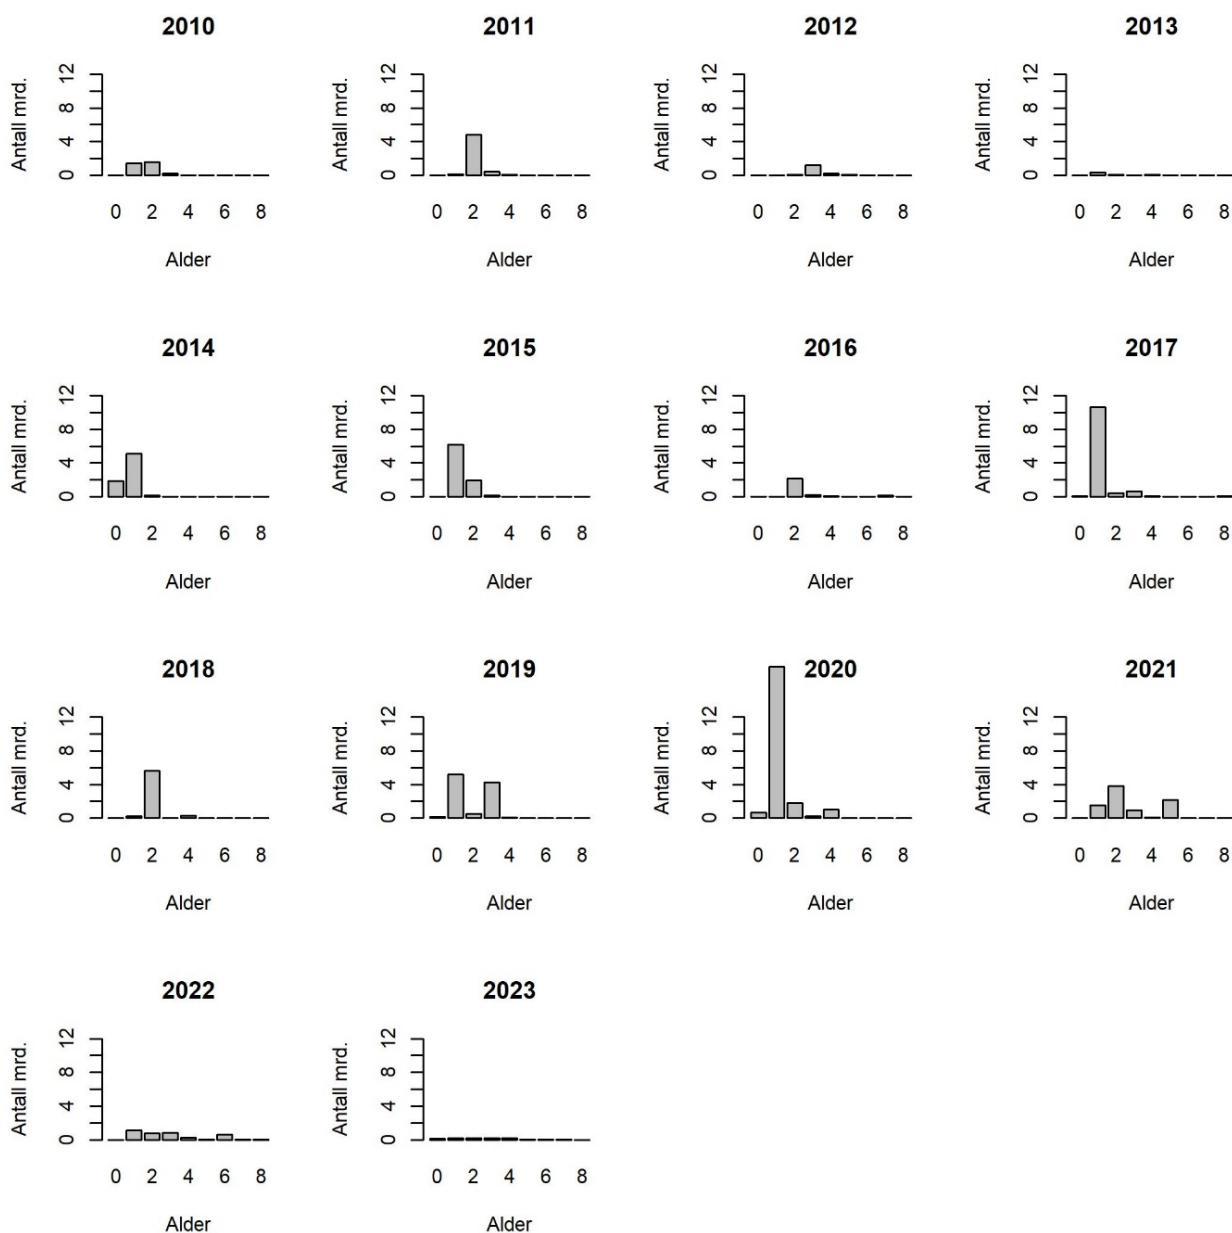 2010 2011 2012 2013
Antall mrd. Antall mrd. Antall mrd. Antall mrd.
12 12 12 12
8 8 8 8
4 4 4 4
0 0 0 0
0 2 4 6 8 0 2 4 6 8 0 2 4 6 8 0 2 4 6 8
Alder Alder Alder Alder
2014 2015 2016 2017
Antall mrd. Antall mrd. Antall mrd. Antall mrd.
12 12 12 12
8 8 8 8
4 4 4 4
0 0 0 0
0 2 4 6 8 0 2 4 6 8 0 2 4 6 8 0 2 4 6 8
Alder Alder Alder Alder
2018 2019 2020 2021
Antall mrd. Antall mrd. Antall mrd. Antall mrd.
12 12 12 12
8 8 8 8
4 4 4 4
0 0 0 0
0 2 4 6 8 0 2 4 6 8 0 2 4 6 8 0 2 4 6 8
Alder Alder Alder Alder
2022 2023
Antall mrd. Antall mrd.
12 12
8 8
4 4
0 0
0 2 4 6 8 0 2 4 6 8
Alder Alder